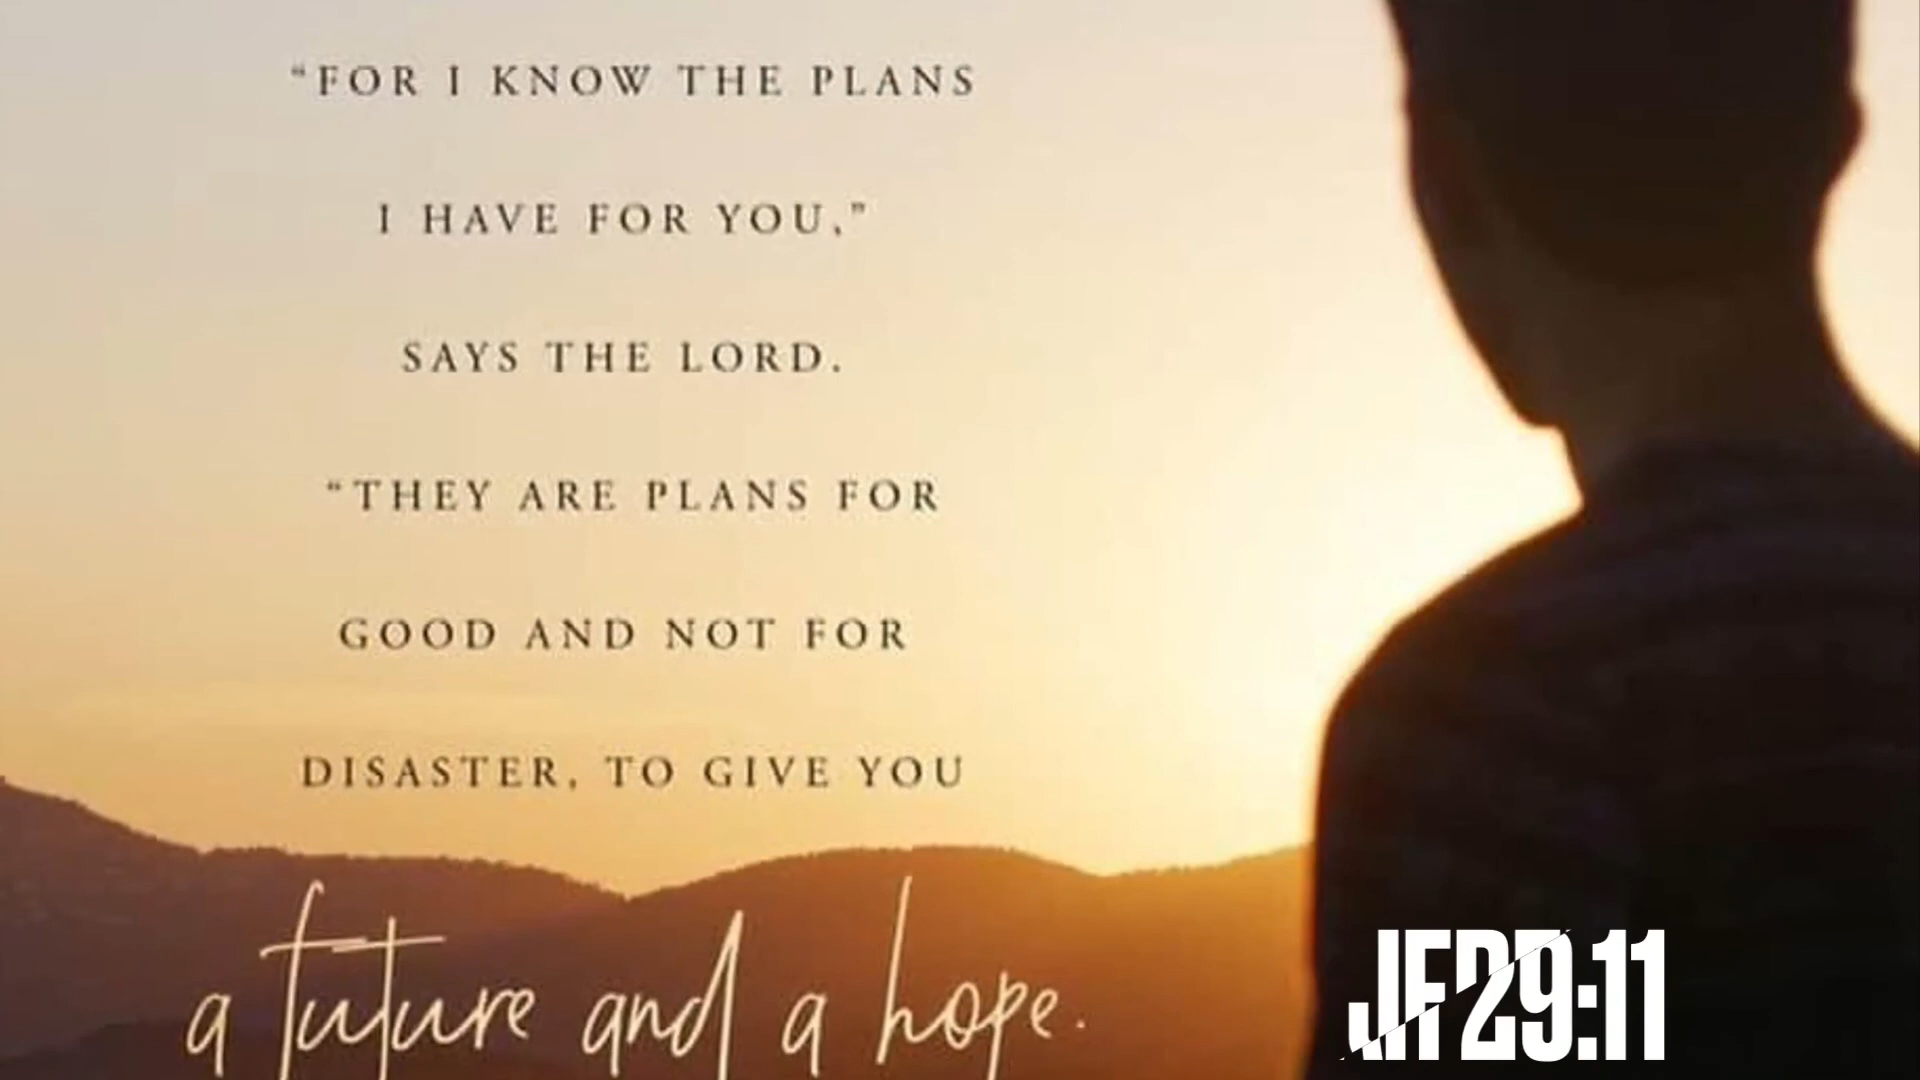 “FOR I KNOW THE PLANS
I HAVE FOR YOU,”
SAYS THE LORD.
“THEY ARE PLANS FOR
GOOD AND NOT FOR
DISASTER, TO GIVE YOU
a future and a hope.
JF29:11